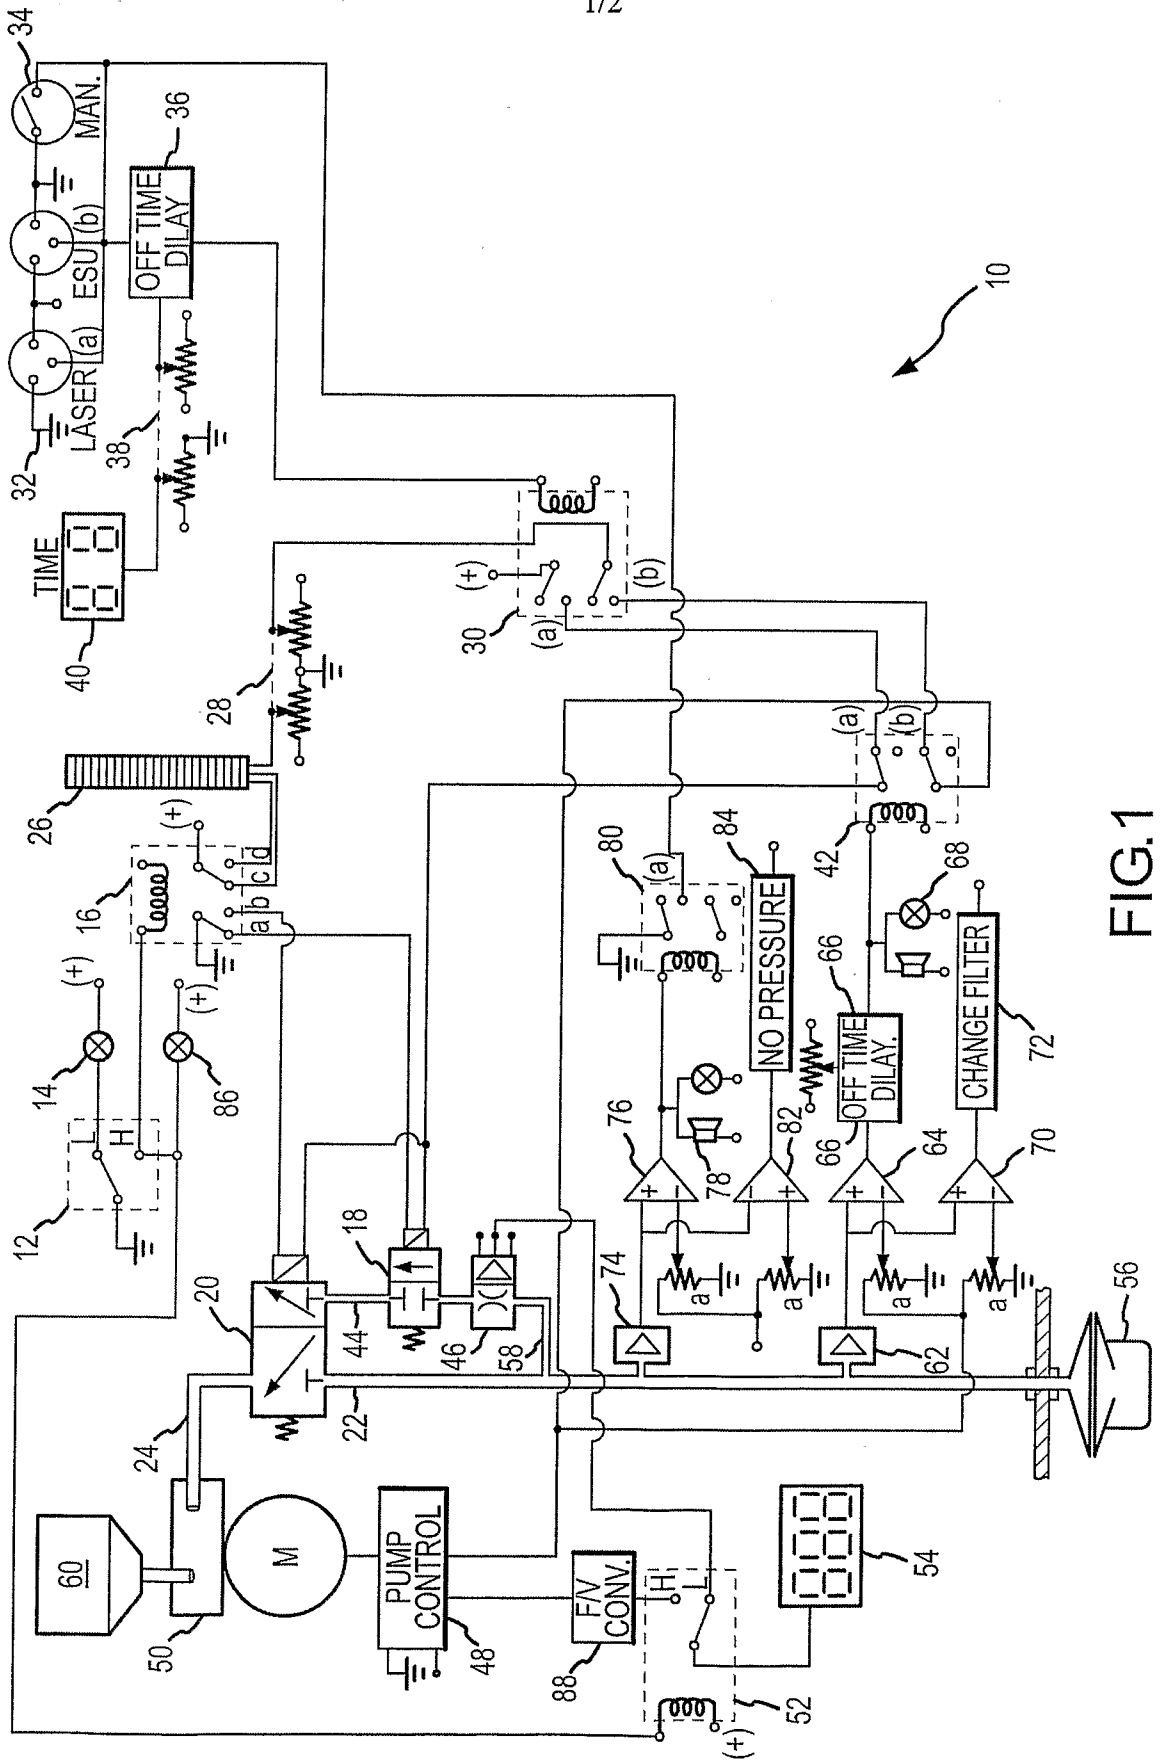 1/2
34
MAN.
36
OFF TIME
DILAY
ESU (b)
LASER (a)
32
38
TIME
40
28
26
(+)
16
a b c d
(+)
14
86
(+)
L
H
12
30
(+)
(a)
(b)
10
20
18
44
46
58
22
24
60
50
M
PUMP
CONTROL
48
F/V
CONV.
88
H
L
52
(+)
54
56
80
(a)
84
NO PRESSURE
76
+
-
78
82
-
+
74
a
a
42
(a)
(b)
68
66
OFF TIME
DILAY.
66
64
+
-
62
a
a
CHANGE FILTER
72
70
+
-
FIG.1